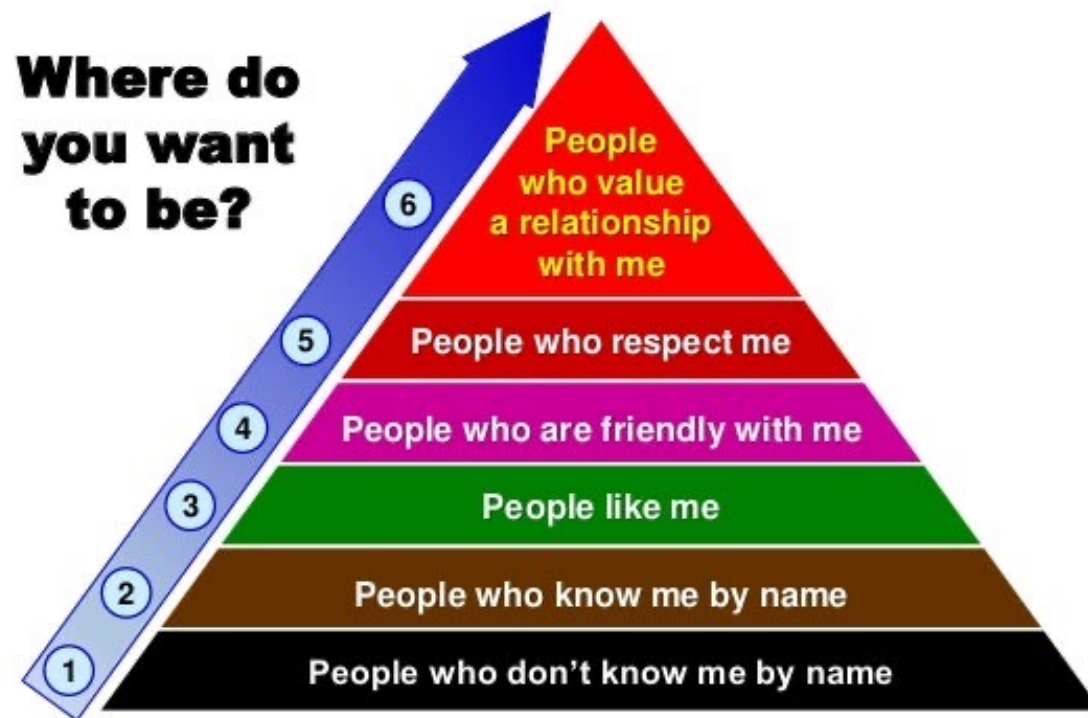 Where do
you want
to be?
6
People
who value
a relationship
with me
5
People who respect me
4
People who are friendly with me
3
People like me
2
People who know me by name
1
People who don't know me by name